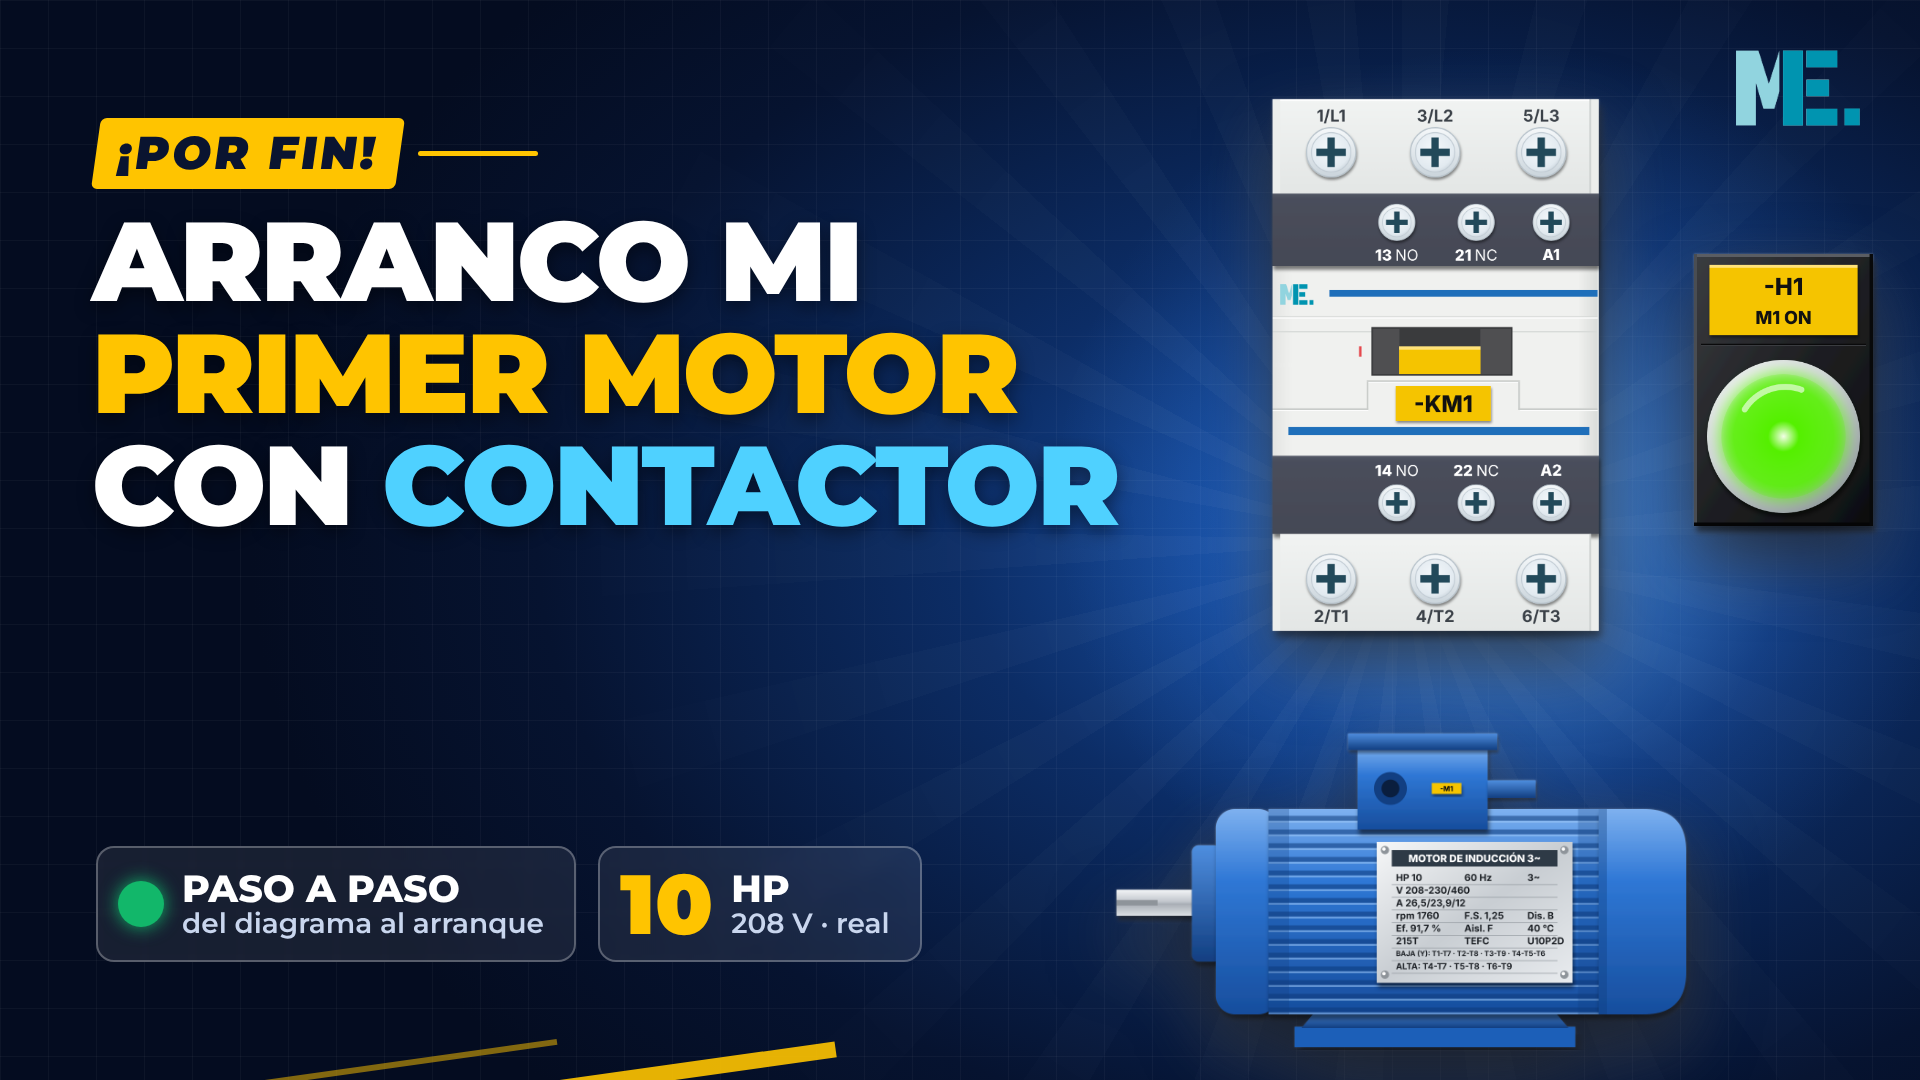 ¡POR FIN!
ARRANCO MI
PRIMER MOTOR
CON CONTACTOR
PASO A PASO
del diagrama al arranque
10
HP
208 V · real
ME.
1/L1 3/L2 5/L3
13 NO 21 NC A1
ME.
I
-KM1
14 NO 22 NC A2
2/T1 4/T2 6/T3
-H1
M1 ON
-M1
MOTOR DE INDUCCIÓN 3~
HP 10 60 Hz 3~
V 208-230/460
A 26,5/23,9/12
rpm 1760 F.S. 1,25 Dis. B
Ef. 91,7 % Aisl. F 40 °C
215T TEFC U10P2D
BAJA (Y): T1-T7 · T2-T8 · T3-T9 · T4-T5-T6
ALTA: T4-T7 · T5-T8 · T6-T9